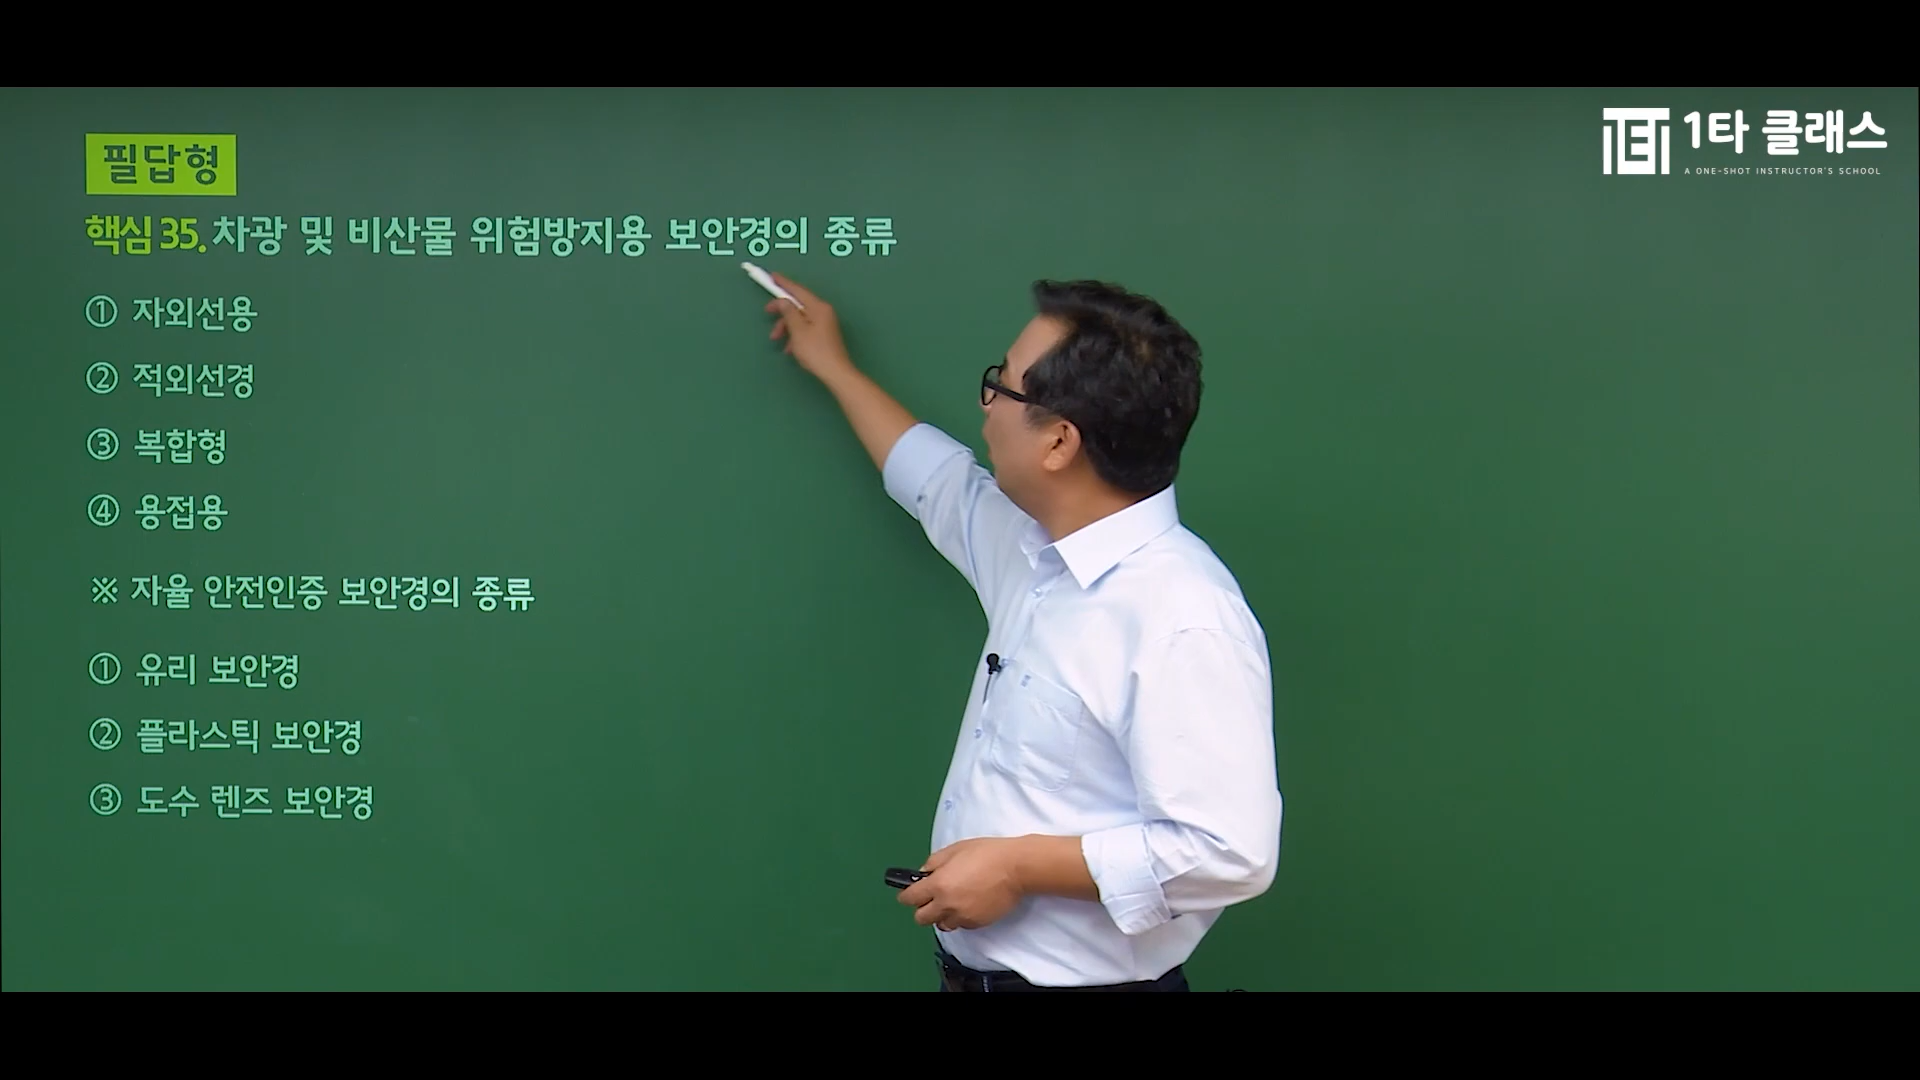 1타 클래스
A ONE-SHOT INSTRUCTOR'S SCHOOL
필답형
핵심 35. 차광 및 비산물 위험방지용 보안경의 종류
① 자외선용
② 적외선경
③ 복합형
④ 용접용
※ 자율 안전인증 보안경의 종류
① 유리 보안경
② 플라스틱 보안경
③ 도수 렌즈 보안경